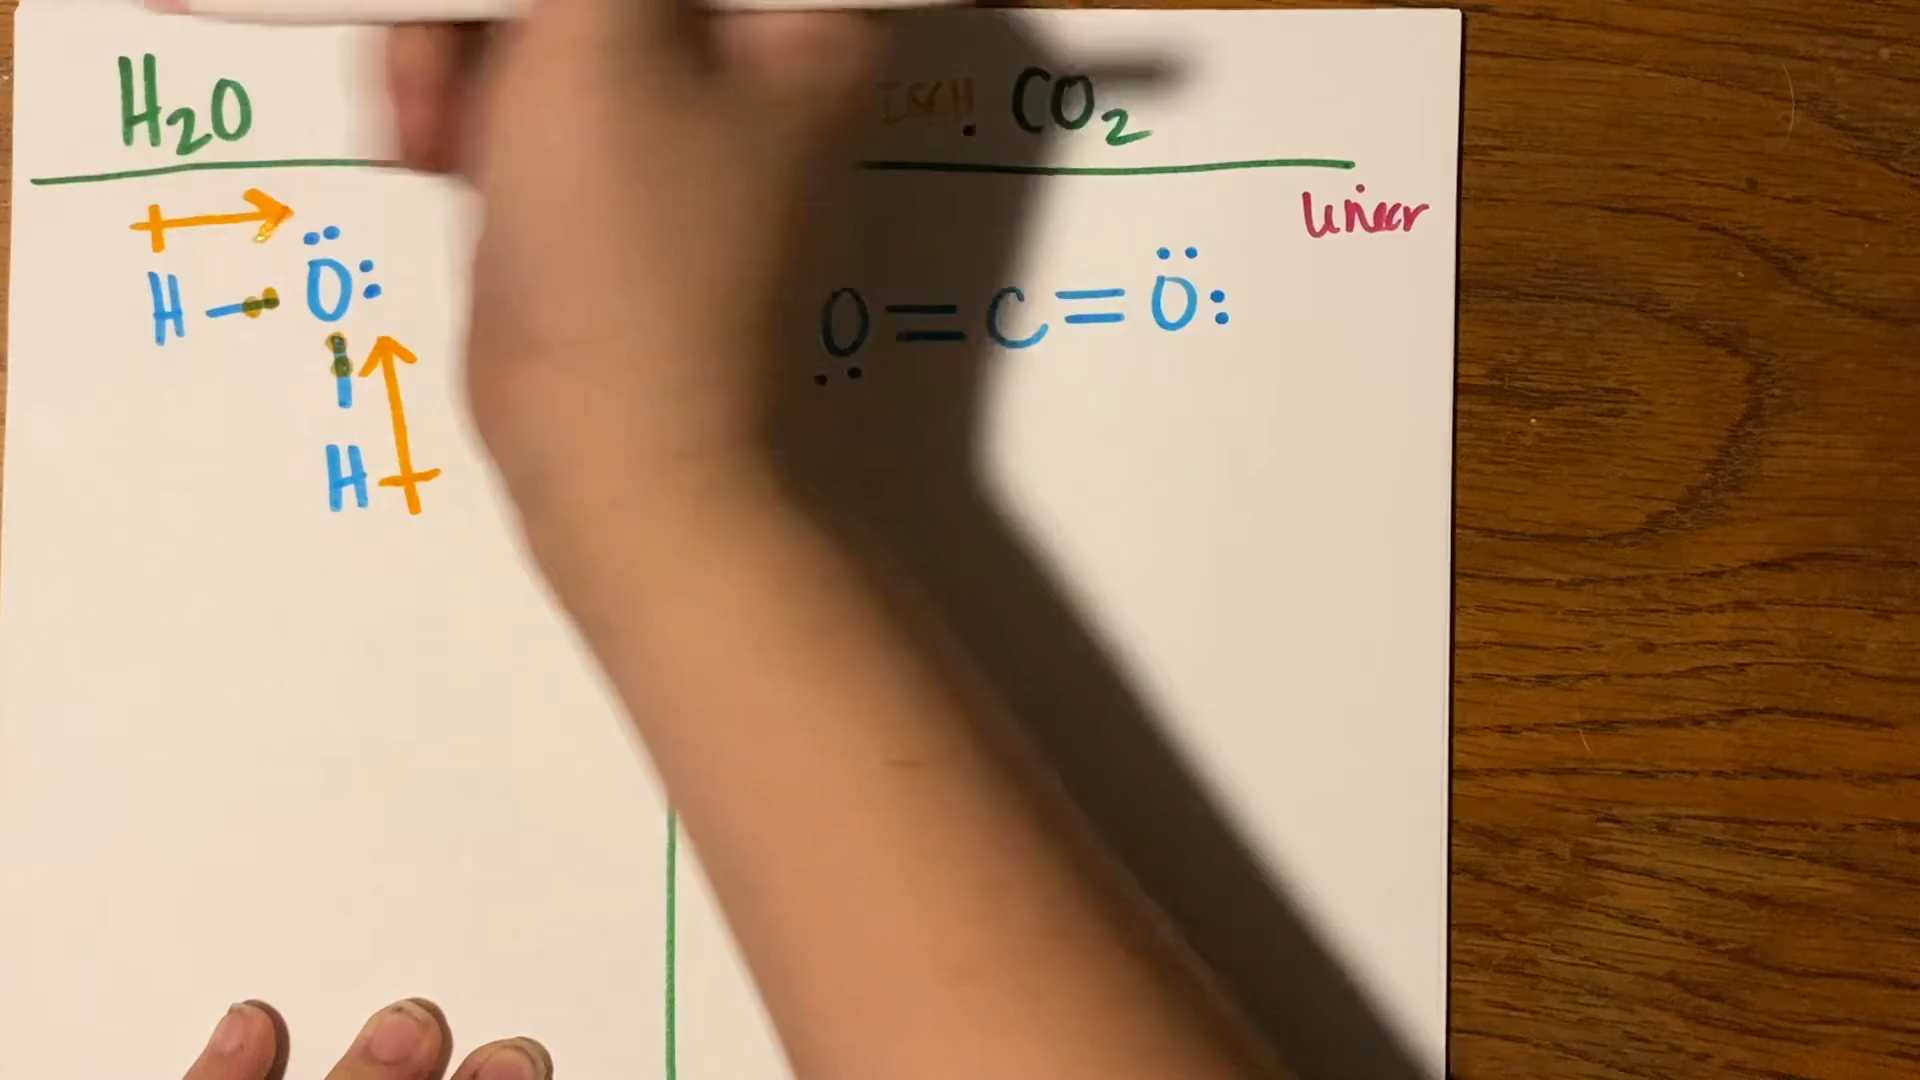 H₂O
CO₂
linear
H — O:
H
O = C = O: